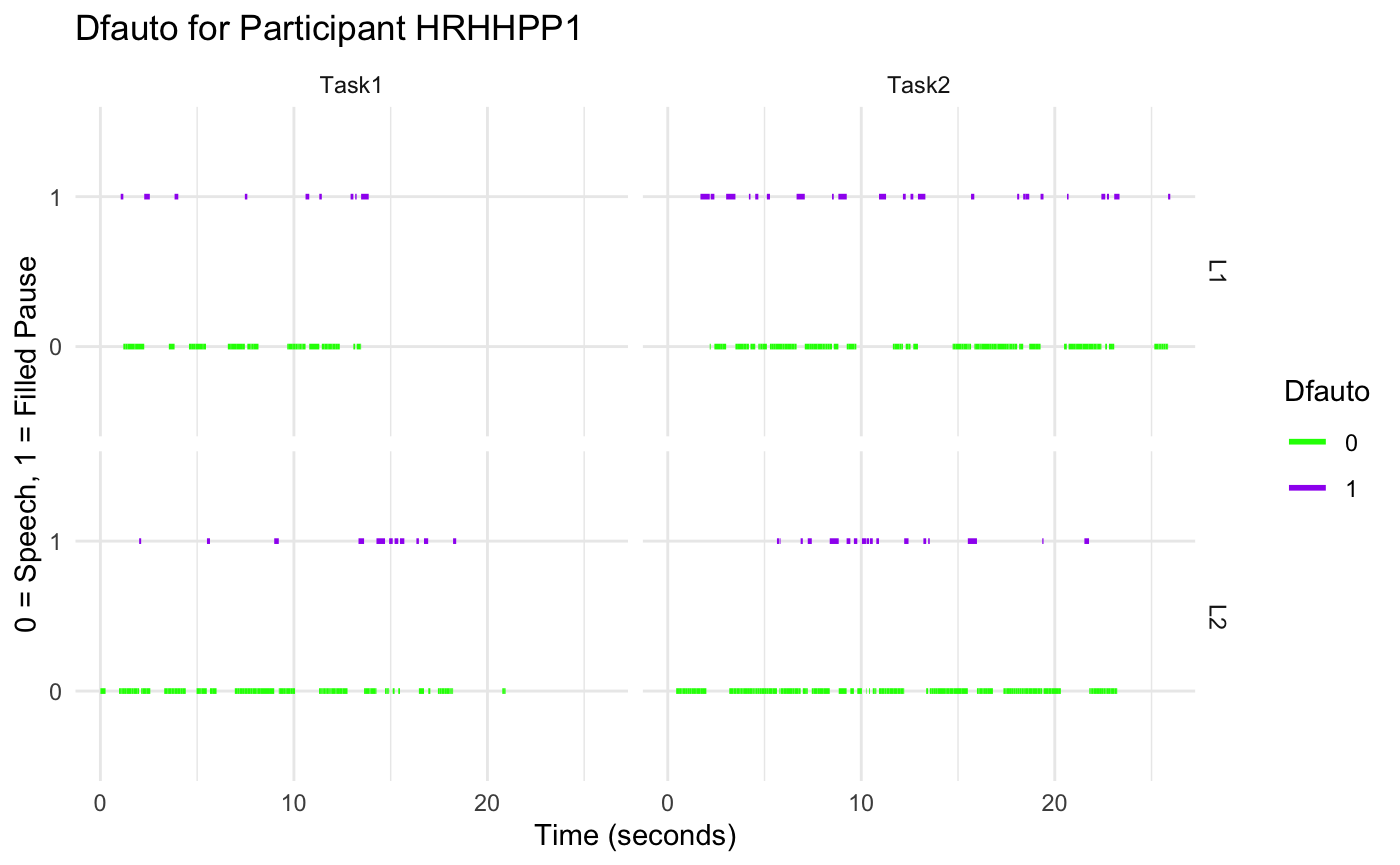 Dfauto for Participant HRHHPP1
Task1
Task2
1
0
L1
1
0
L2
0 = Speech, 1 = Filled Pause
0
10
20
0
10
20
Time (seconds)
Dfauto
0
1